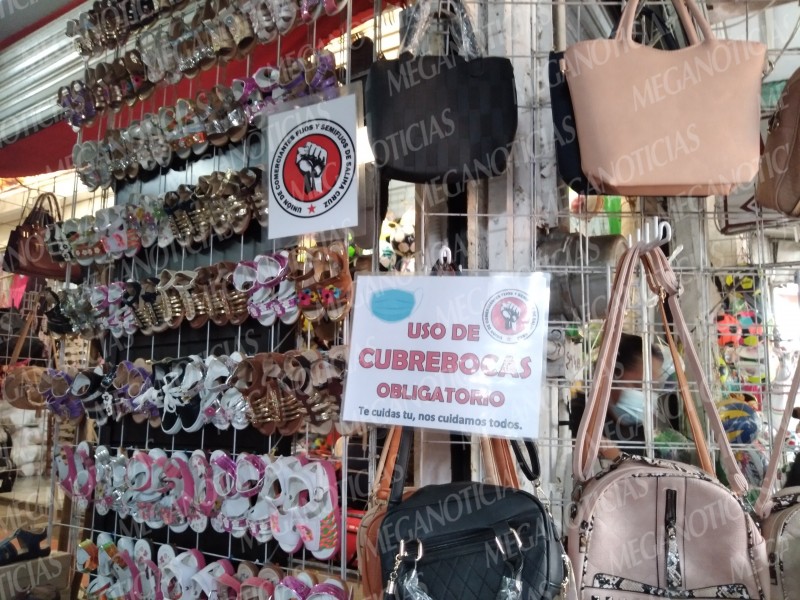 UNIÓN DE COMERCIANTES FIJOS Y SEMIFIJOS DE SALINA CRUZ
USO DE
CUBREBOCAS
OBLIGATORIO
Te cuidas tu, nos cuidamos todos.
MEGANOTICIAS